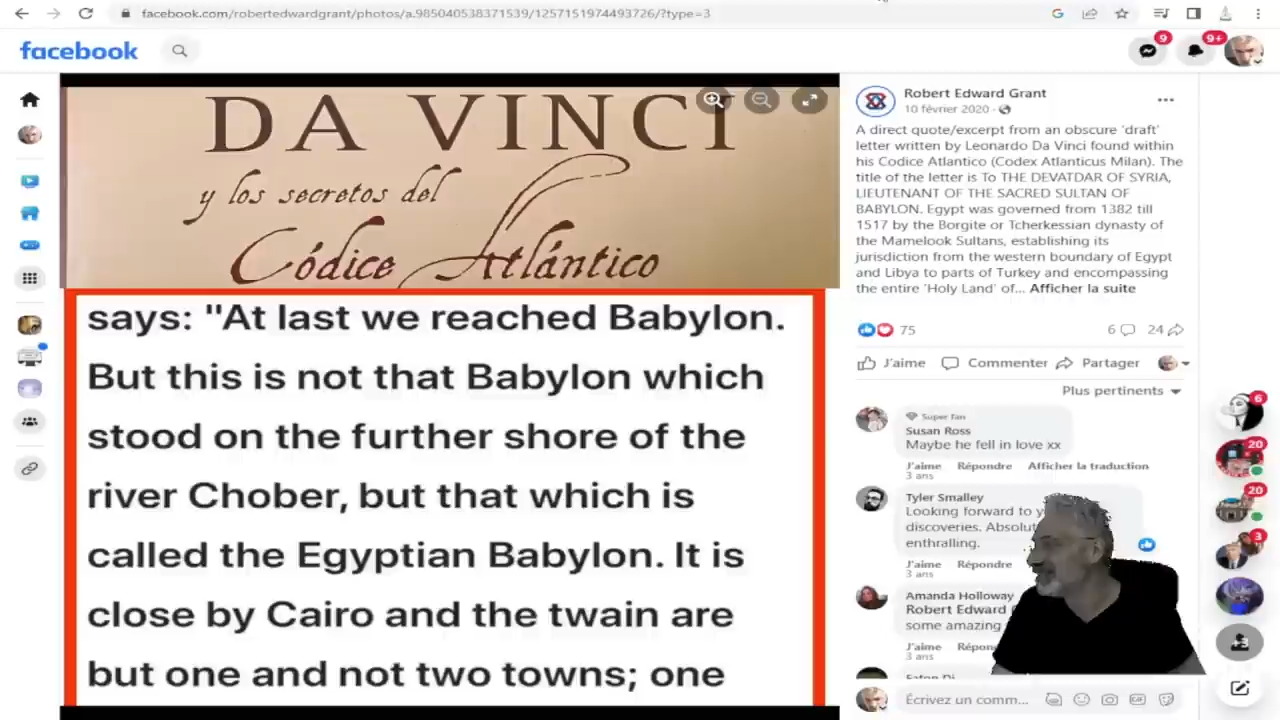 facebook.com/robertedwardgrant/photos/a.985040538371539/1257151974493726/?type=3
facebook
9
9+
DA VINCI
y los secretos del
Códice Atlántico
says: "At last we reached Babylon.
But this is not that Babylon which
stood on the further shore of the
river Chober, but that which is
called the Egyptian Babylon. It is
close by Cairo and the twain are
but one and not two towns; one
Robert Edward Grant
10 février 2020 ·
A direct quote/excerpt from an obscure 'draft'
letter written by Leonardo Da Vinci found within
his Codice Atlantico (Codex Atlanticus Milan). The
title of the letter is To THE DEVATDAR OF SYRIA,
LIEUTENANT OF THE SACRED SULTAN OF
BABYLON. Egypt was governed from 1382 till
1517 by the Borgite or Tcherkessian dynasty of
the Mamelook Sultans, establishing its
jurisdiction from the western boundary of Egypt
and Libya to parts of Turkey and encompassing
the entire 'Holy Land' of... Afficher la suite
75
6
24
J'aime
Commenter
Partager
Plus pertinents
Super fan
Susan Ross
Maybe he fell in love xx
J'aime Répondre Afficher la traduction
3 ans
Tyler Smalley
Looking forward to
discoveries.
enthralling.
J'aime Répondre
3 ans
Amanda Holloway
Robert Edward
some amazing
J'aime
3 ans
Écrivez un comm...
GIF
6
20
20
3